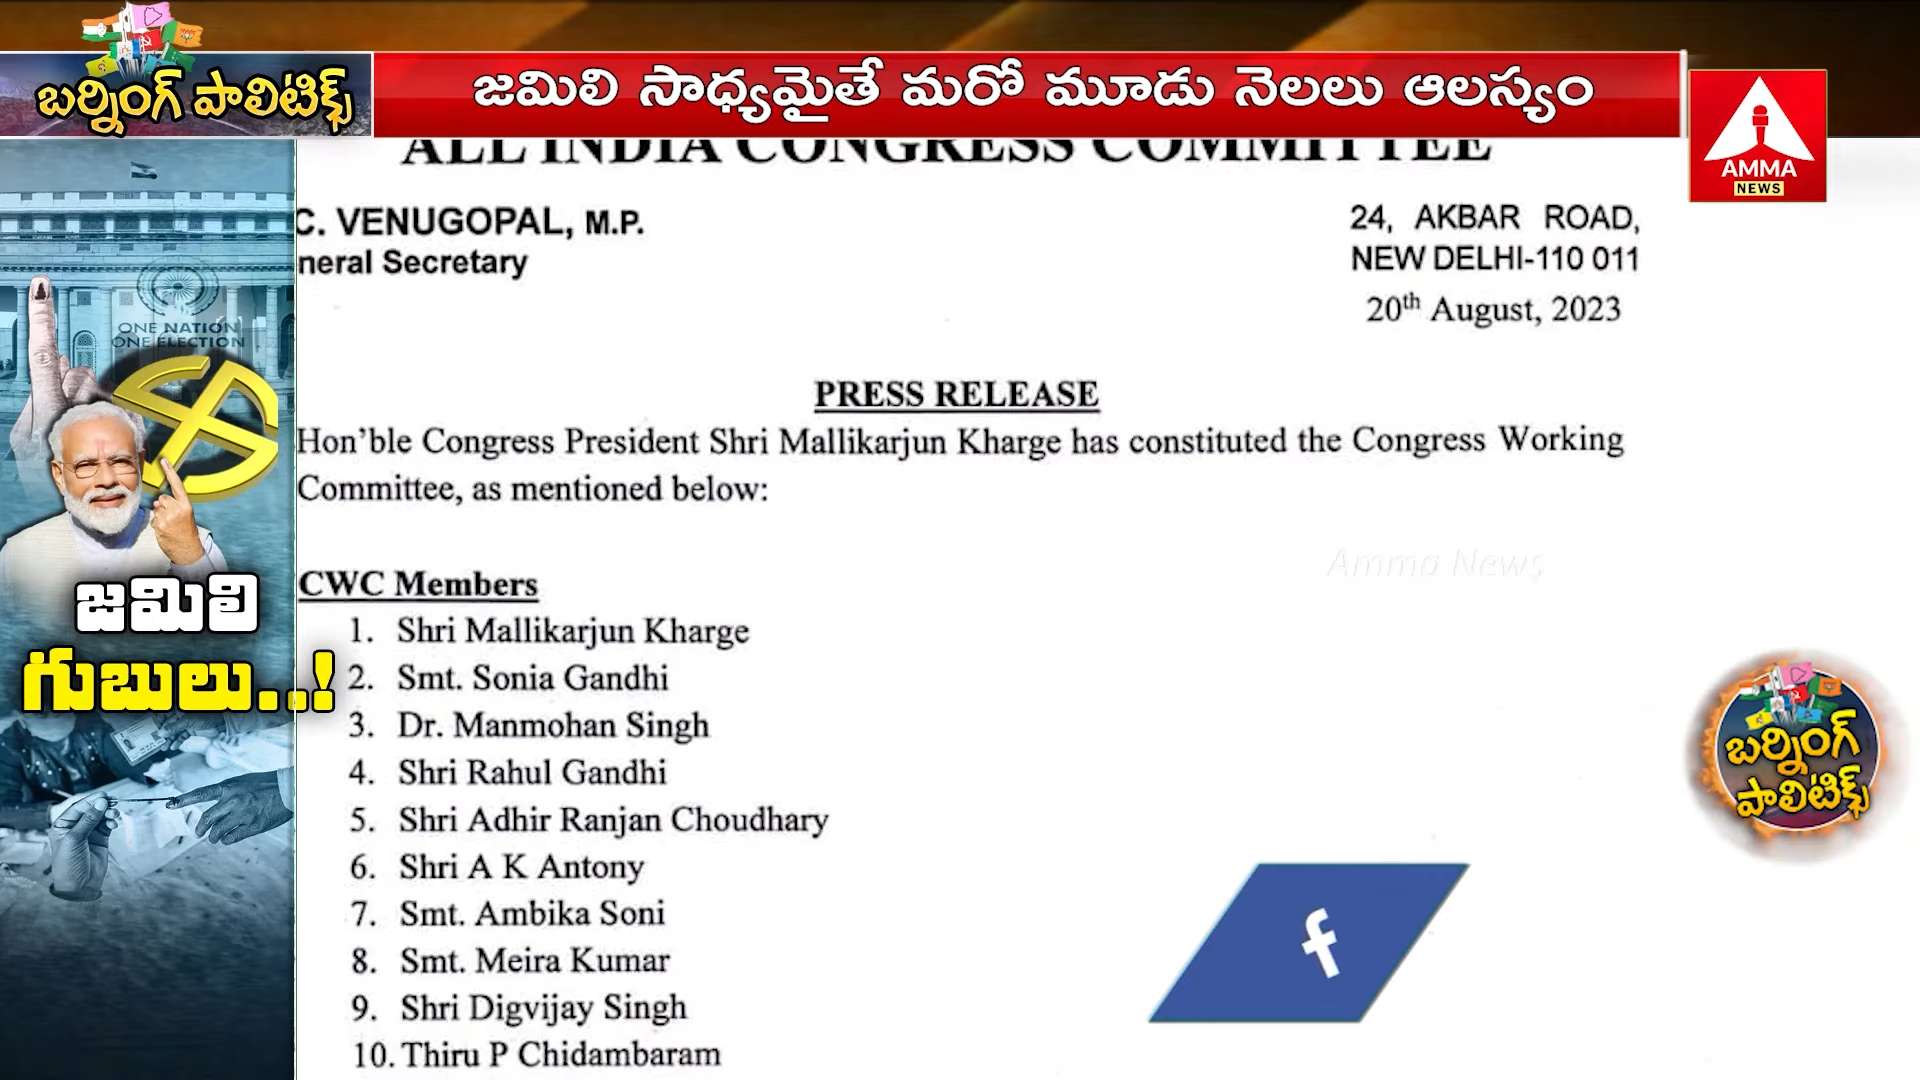 బర్నింగ్ పాలిటిక్స్
జమిలి సాధ్యమైతే మరో మూడు నెలలు ఆలస్యం
AMMA
NEWS
ALL INDIA CONGRESS COMMITTEE
C. VENUGOPAL, M.P.
neral Secretary
24, AKBAR ROAD,
NEW DELHI-110 011
20th August, 2023
ONE NATION
ONE ELECTION
PRESS RELEASE
Hon'ble Congress President Shri Mallikarjun Kharge has constituted the Congress Working
Committee, as mentioned below:
Amma News
జమిలి
గుబులు...!
CWC Members
1. Shri Mallikarjun Kharge
2. Smt. Sonia Gandhi
3. Dr. Manmohan Singh
4. Shri Rahul Gandhi
5. Shri Adhir Ranjan Choudhary
6. Shri A K Antony
7. Smt. Ambika Soni
8. Smt. Meira Kumar
9. Shri Digvijay Singh
10. Thiru P Chidambaram
బర్నింగ్
పాలిటిక్స్
f